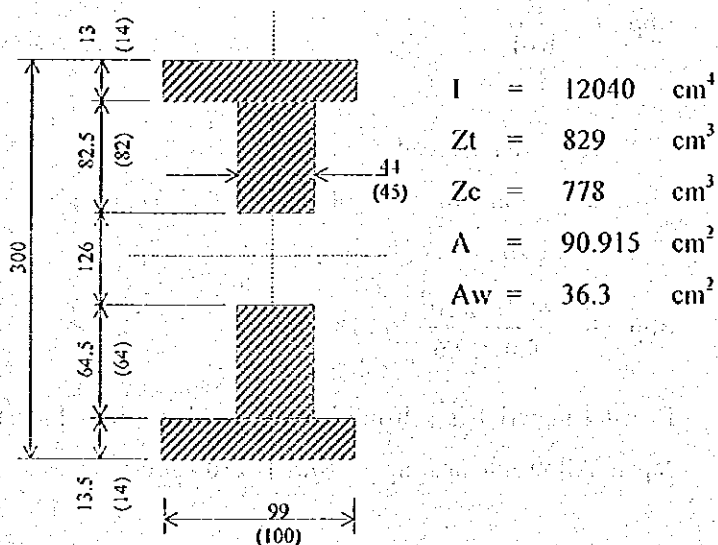 13
(14)
82.5
(82)
126
300
64.5
(64)
13.5
(14)
44
(45)
99
(100)
I = 12040 cm⁴
Zt = 829 cm³
Zc = 778 cm³
A = 90.915 cm²
Aw = 36.3 cm²